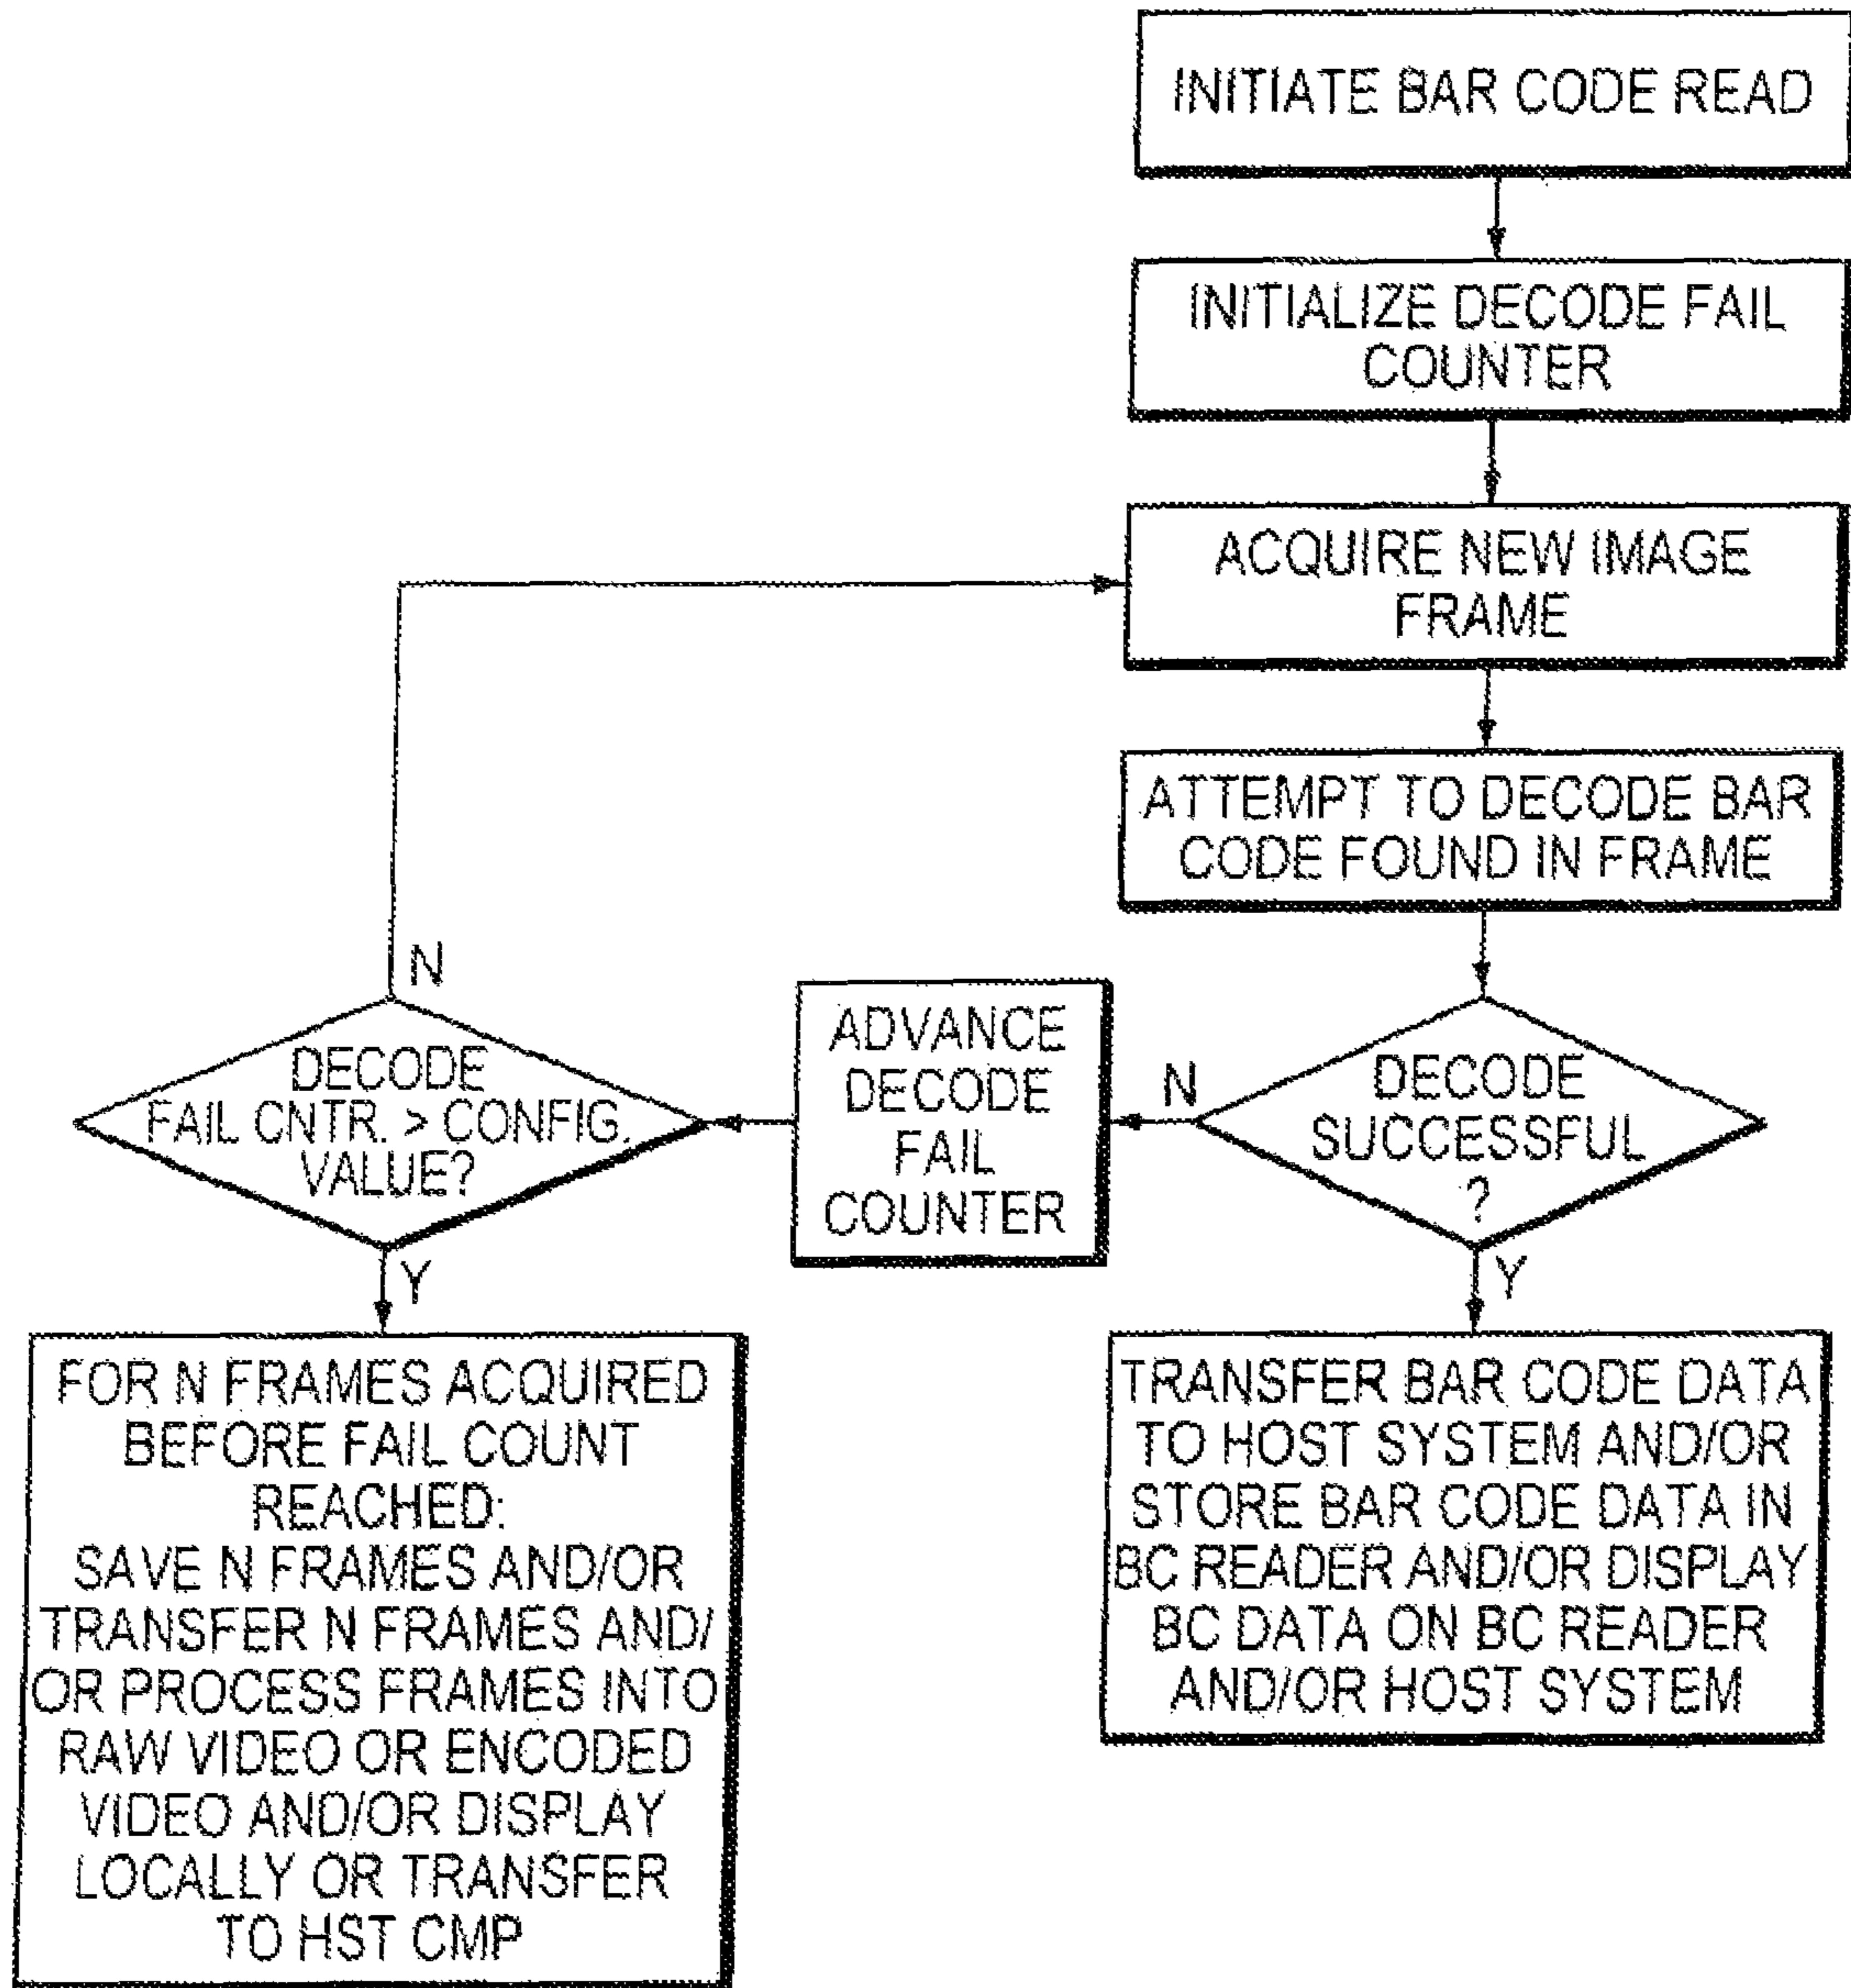 INITIATE BAR CODE READ
INITIALIZE DECODE FAIL
COUNTER
ACQUIRE NEW IMAGE
FRAME
ATTEMPT TO DECODE BAR
CODE FOUND IN FRAME
DECODE
SUCCESSFUL
?
N
Y
ADVANCE
DECODE
FAIL
COUNTER
DECODE
FAIL CNTR. > CONFIG.
VALUE?
N
Y
FOR N FRAMES ACQUIRED
BEFORE FAIL COUNT
REACHED:
SAVE N FRAMES AND/OR
TRANSFER N FRAMES AND/
OR PROCESS FRAMES INTO
RAW VIDEO OR ENCODED
VIDEO AND/OR DISPLAY
LOCALLY OR TRANSFER
TO HST CMP
TRANSFER BAR CODE DATA
TO HOST SYSTEM AND/OR
STORE BAR CODE DATA IN
BC READER AND/OR DISPLAY
BC DATA ON BC READER
AND/OR HOST SYSTEM